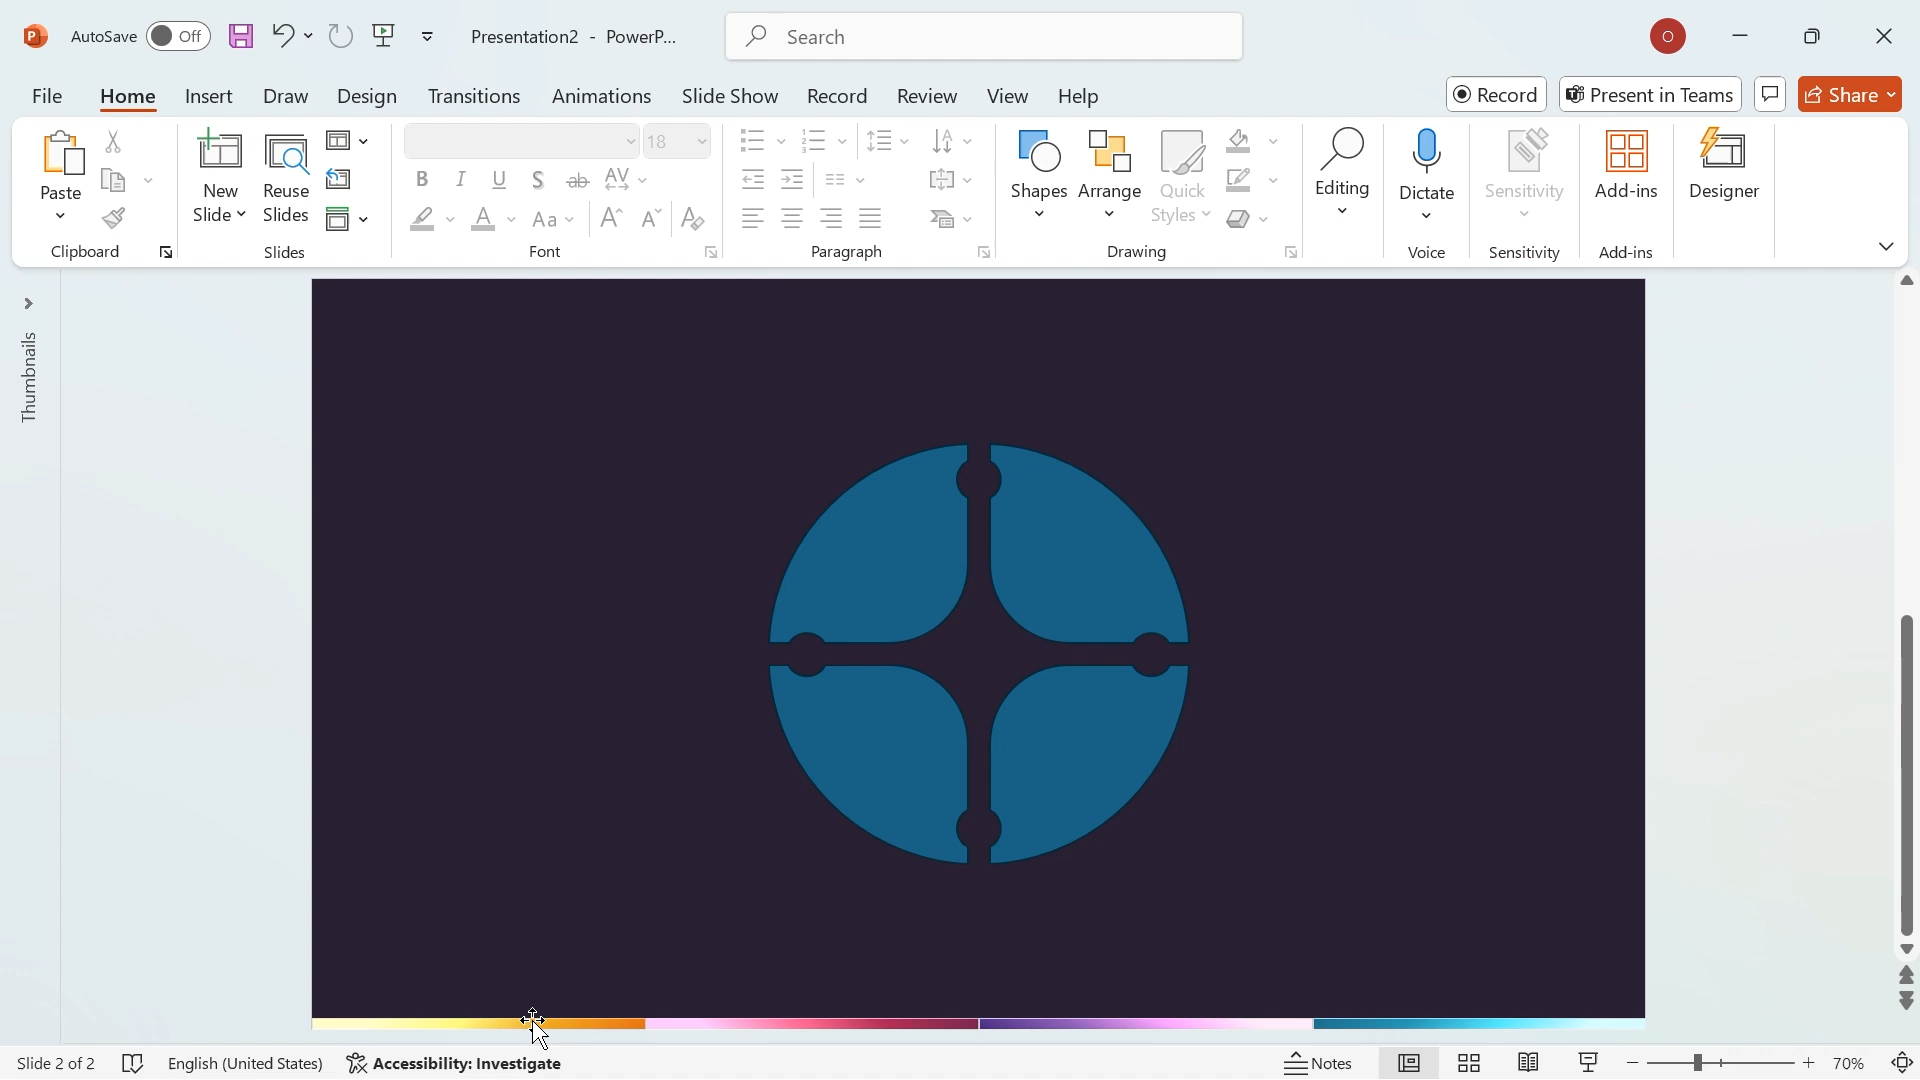 P
AutoSave
Off
Presentation2 - PowerP...
Search
O
File
Home
Insert
Draw
Design
Transitions
Animations
Slide Show
Record
Review
View
Help
Record
Present in Teams
Share
Paste
New
Slide
Reuse
Slides
18
B
I
U
S
ab
AV
A
Aa
A
A
A
Shapes
Arrange
Quick
Styles
Editing
Dictate
Sensitivity
Add-ins
Designer
Clipboard
Slides
Font
Paragraph
Drawing
Voice
Sensitivity
Add-ins
Thumbnails
Slide 2 of 2
English (United States)
Accessibility: Investigate
Notes
70%